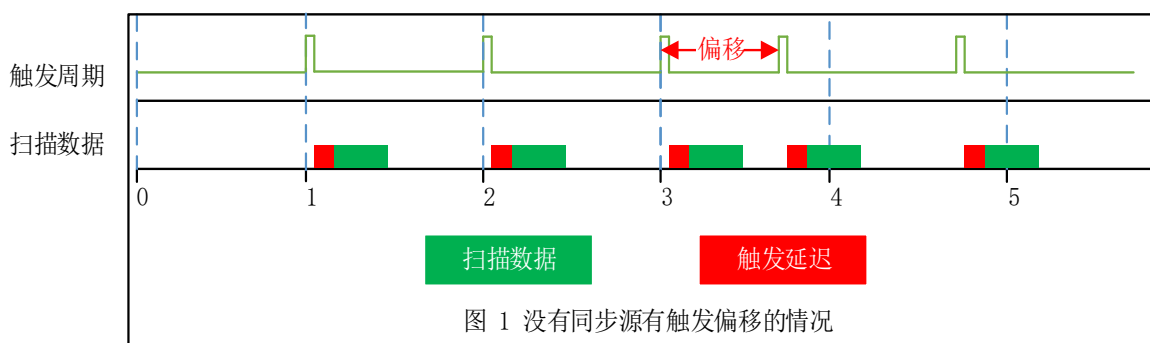 偏移
触发周期
扫描数据
0 1 2 3 4 5
扫描数据 触发延迟
图 1 没有同步源有触发偏移的情况